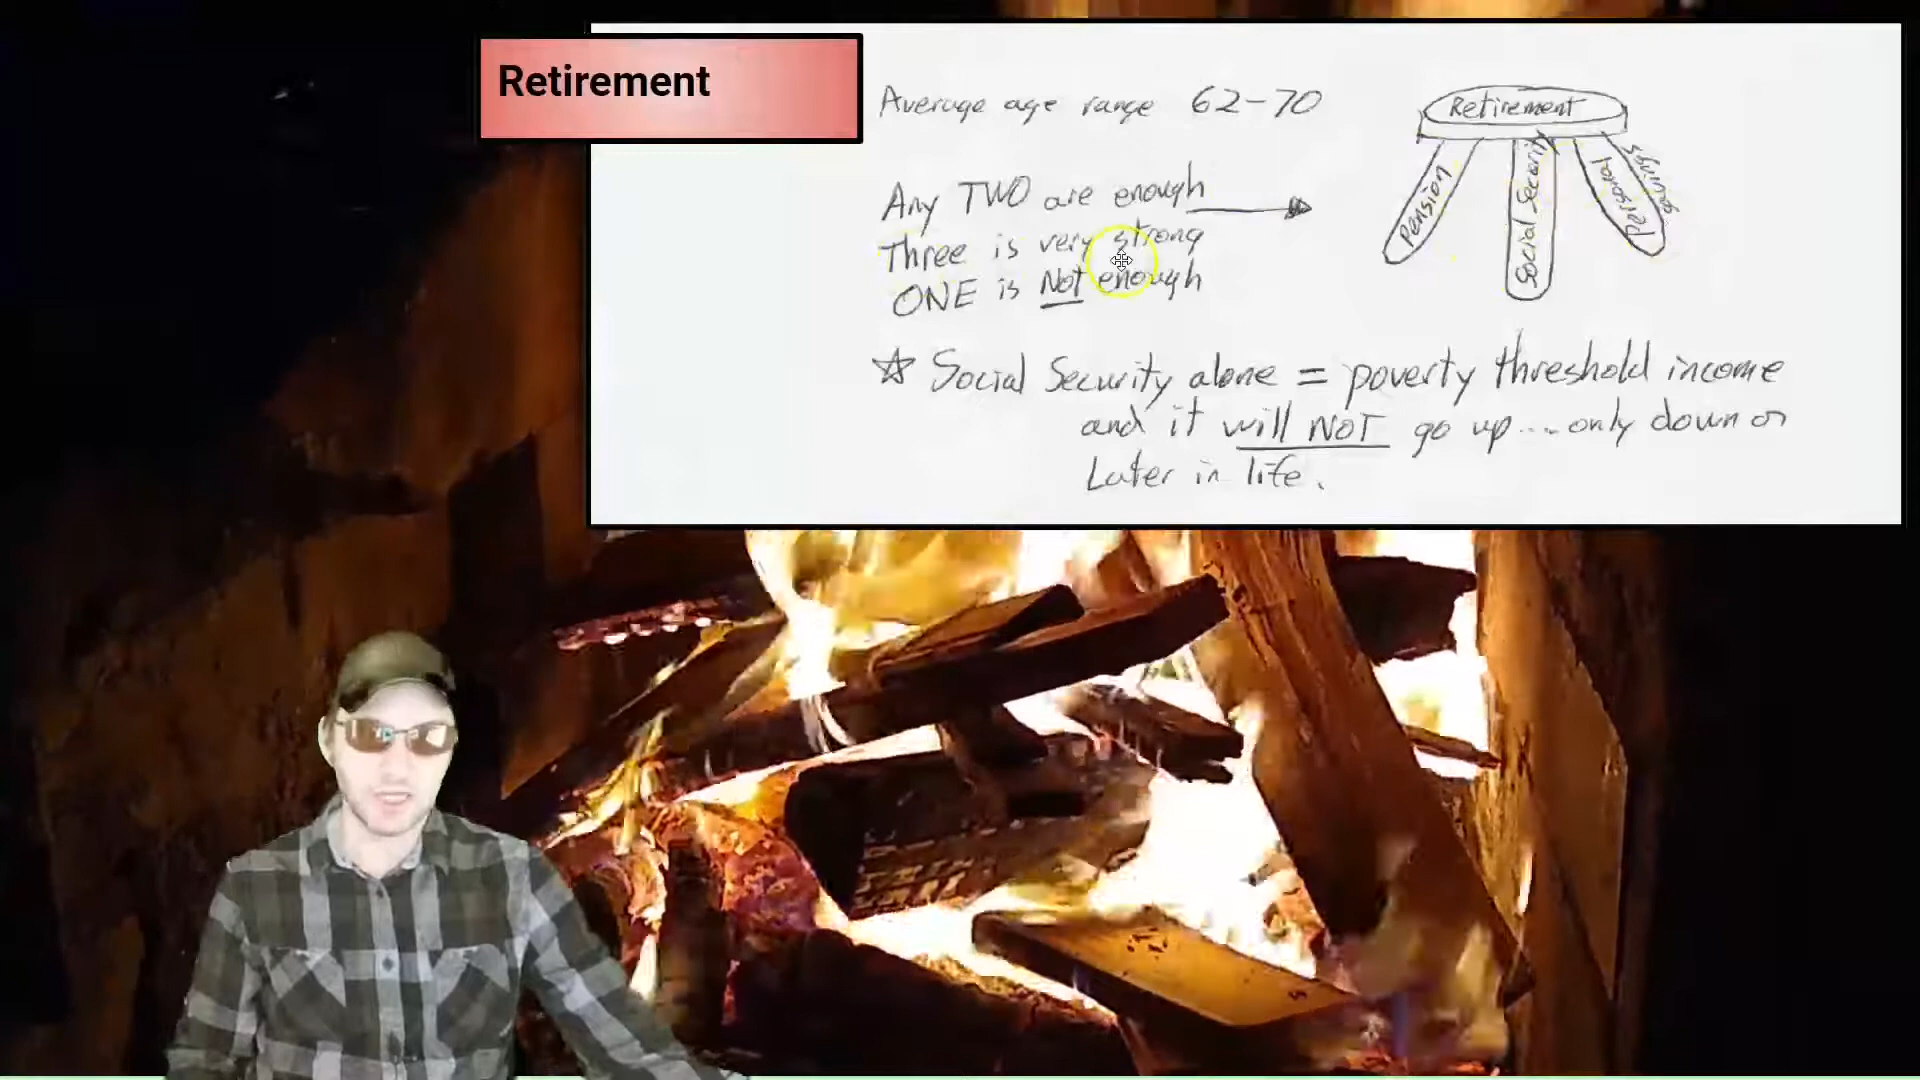 Retirement
Average age range 62-70
Any TWO are enough
Three is very strong
ONE is Not enough
Retirement
Pension
Social Security
Personal
Savings
Social Security alone = poverty threshold income
and it will NOT go up... only down or
Later in life.